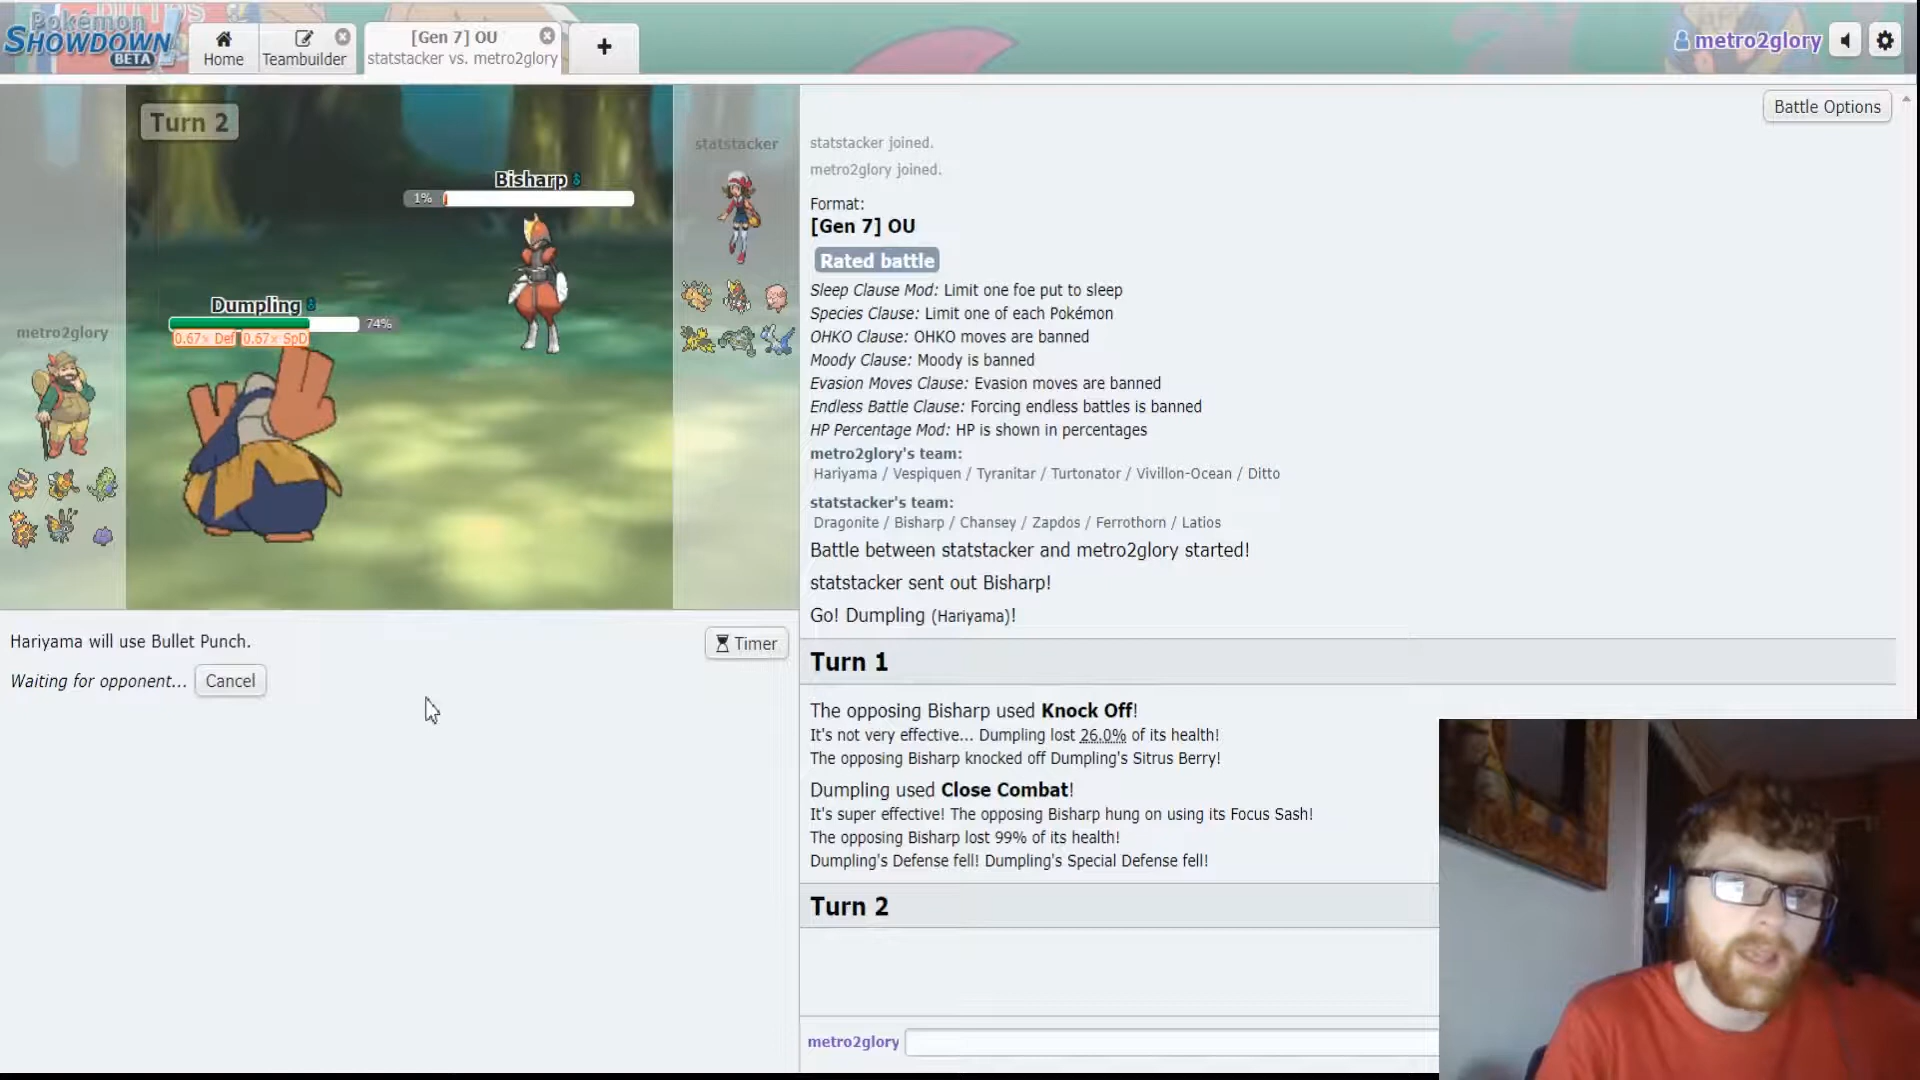 Pokémon
SHOWDOWN
BETA
Home
Teambuilder
[Gen 7] OU
statstacker vs. metro2glory
+
metro2glory
Turn 2
Bisharp
1%
Dumpling
74%
0.67× Def 0.67× SpD
metro2glory
statstacker
Hariyama will use Bullet Punch.
Timer
Waiting for opponent...
Cancel
Battle Options
statstacker joined.
metro2glory joined.
Format:
[Gen 7] OU
Rated battle
Sleep Clause Mod: Limit one foe put to sleep
Species Clause: Limit one of each Pokémon
OHKO Clause: OHKO moves are banned
Moody Clause: Moody is banned
Evasion Moves Clause: Evasion moves are banned
Endless Battle Clause: Forcing endless battles is banned
HP Percentage Mod: HP is shown in percentages
metro2glory's team:
Hariyama / Vespiquen / Tyranitar / Turtonator / Vivillon-Ocean / Ditto
statstacker's team:
Dragonite / Bisharp / Chansey / Zapdos / Ferrothorn / Latios
Battle between statstacker and metro2glory started!
statstacker sent out Bisharp!
Go! Dumpling (Hariyama)!
Turn 1
The opposing Bisharp used Knock Off!
It's not very effective... Dumpling lost 26.0% of its health!
The opposing Bisharp knocked off Dumpling's Sitrus Berry!
Dumpling used Close Combat!
It's super effective! The opposing Bisharp hung on using its Focus Sash!
The opposing Bisharp lost 99% of its health!
Dumpling's Defense fell! Dumpling's Special Defense fell!
Turn 2
metro2glory